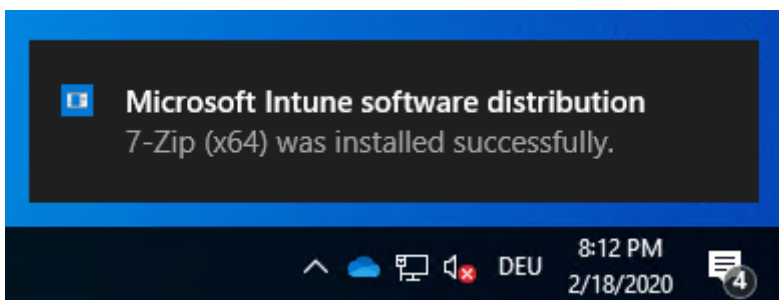 Microsoft Intune software distribution
7-Zip (x64) was installed successfully.
DEU
8:12 PM
2/18/2020
4